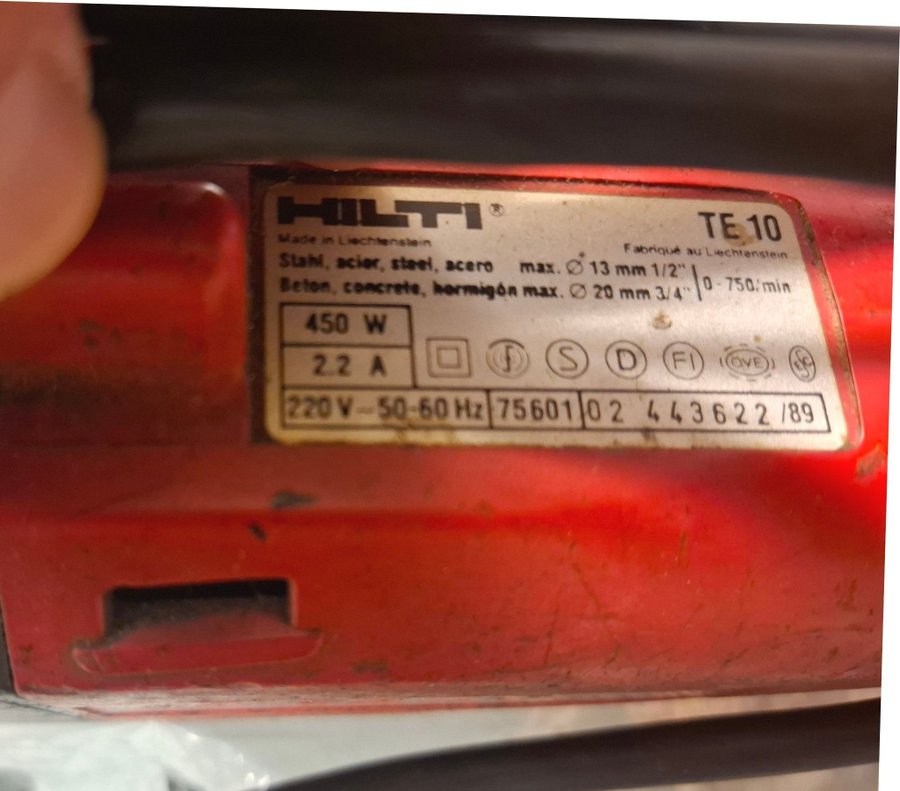 HILTI® TE 10
Made in Liechtenstein Fabriqué au Liechtenstein
Stahl, acier, steel, acero max. ∅ 13 mm 1/2"
Beton, concrete, hormigón max. ∅ 20 mm 3/4" 0-750/min
450 W
2.2 A S D FI OVE
220 V ~ 50-60 Hz 75601 02 443622 /89